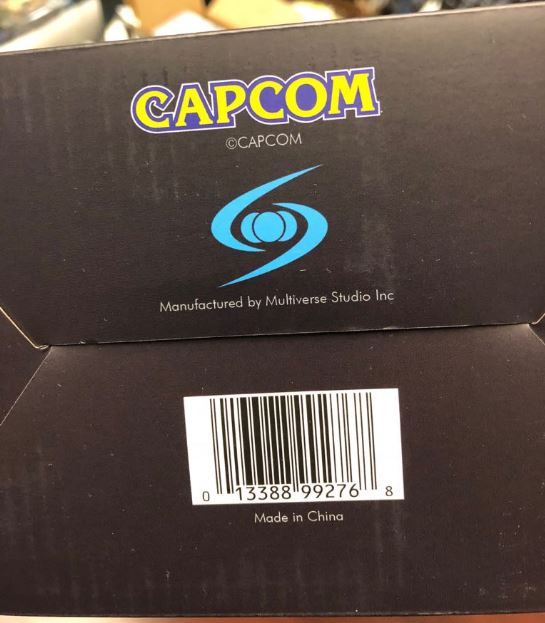 CAPCOM
©CAPCOM
Manufactured by Multiverse Studio Inc
0 13388 99276 8
Made in China